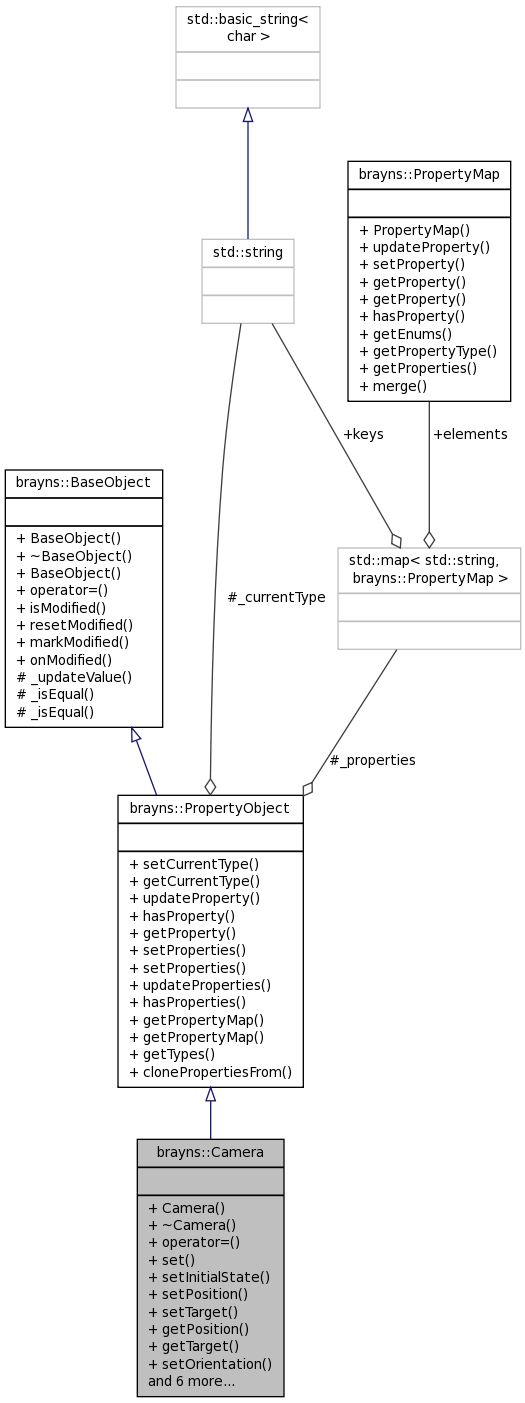 std::basic_string<
char >
brayns::PropertyMap
+ PropertyMap()
+ updateProperty()
+ setProperty()
+ getProperty()
+ getProperty()
+ hasProperty()
+ getEnums()
+ getPropertyType()
+ getProperties()
+ merge()
std::string
+keys
+elements
brayns::BaseObject
+ BaseObject()
+ ~BaseObject()
+ BaseObject()
+ operator=()
+ isModified()
+ resetModified()
+ markModified()
+ onModified()
# _updateValue()
# _isEqual()
# _isEqual()
std::map< std::string,
brayns::PropertyMap >
#_currentType
#_properties
brayns::PropertyObject
+ setCurrentType()
+ getCurrentType()
+ updateProperty()
+ hasProperty()
+ getProperty()
+ setProperties()
+ setProperties()
+ updateProperties()
+ hasProperties()
+ getPropertyMap()
+ getPropertyMap()
+ getTypes()
+ clonePropertiesFrom()
brayns::Camera
+ Camera()
+ ~Camera()
+ operator=()
+ set()
+ setInitialState()
+ setPosition()
+ setTarget()
+ getPosition()
+ getTarget()
+ setOrientation()
and 6 more...